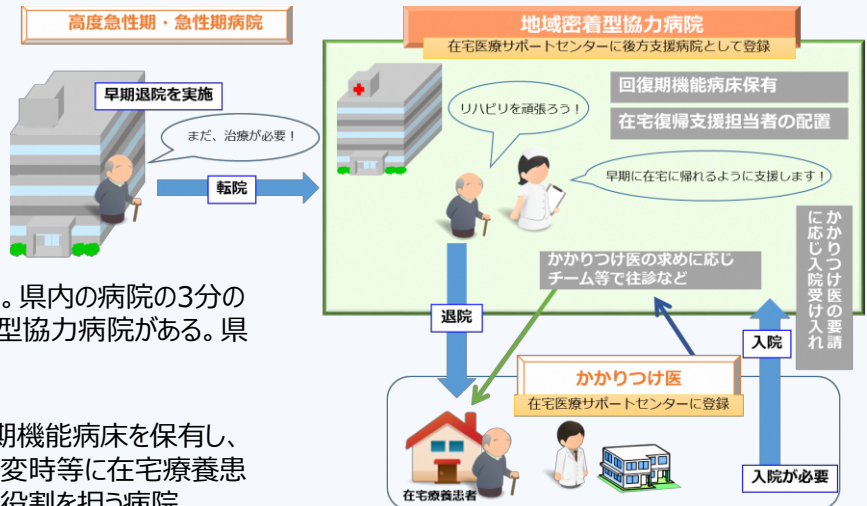 高度急性期・急性期病院
早期退院を実施
まだ、治療が必要！
転院
地域密着型協力病院
在宅医療サポートセンターに後方支援病院として登録
回復期機能病床保有
在宅復帰支援担当者の配置
リハビリを頑張ろう！
早期に在宅に帰れるように支援します！
かかりつけ医の求めに応じ
チーム等で往診など
かかりつけ医の要請
に応じ入院受け入れ
退院
入院
かかりつけ医
在宅医療サポートセンターに登録
在宅療養患者
入院が必要
。県内の病院の3分の
型協力病院がある。県
期機能病床を保有し、
変時等に在宅療養患
役割を担う病院